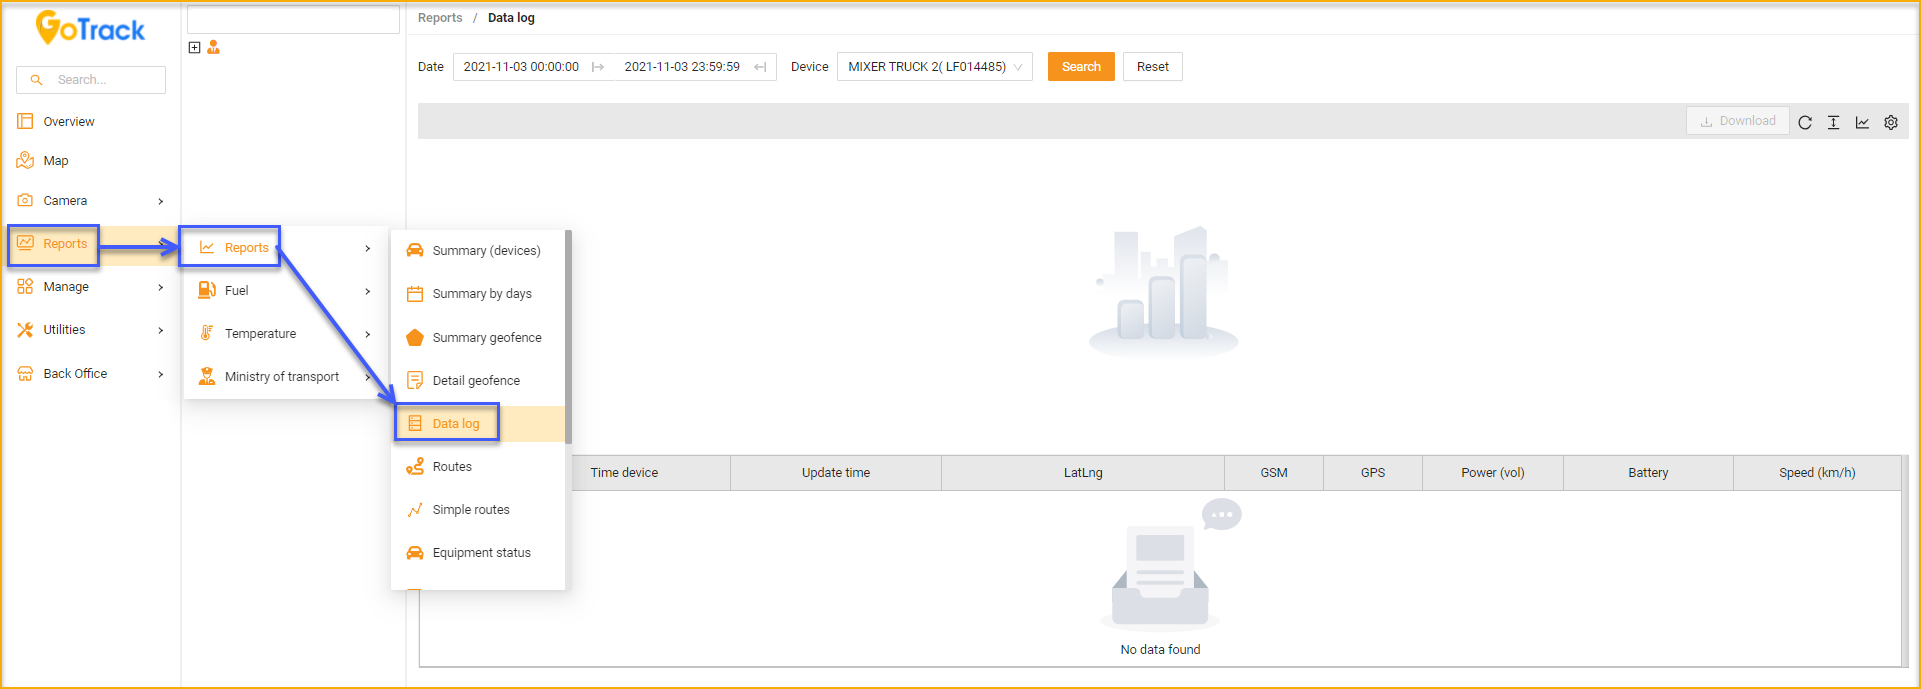 GoTrack
Search...
Overview
Map
Camera
Reports
Manage
Utilities
Back Office
Reports
Fuel
Temperature
Ministry of transport
Summary (devices)
Summary by days
Summary geofence
Detail geofence
Data log
Routes
Simple routes
Equipment status
Reports / Data log
Date 2021-11-03 00:00:00 2021-11-03 23:59:59 Device MIXER TRUCK 2( LF014485) Search Reset
Download
Time device Update time LatLng GSM GPS Power (vol) Battery Speed (km/h)
No data found